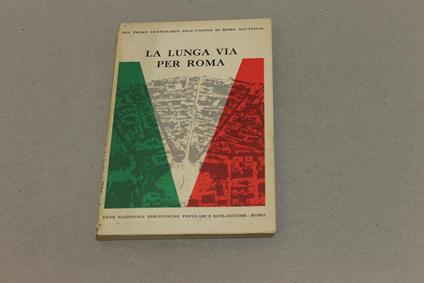 NEL PRIMO CENTENARIO DELL'UNIONE DI ROMA ALL'ITALIA
LA LUNGA VIA
PER ROMA
ENTE NAZIONALE BIBLIOTECHE POPOLARI E SCOLASTICHE - ROMA